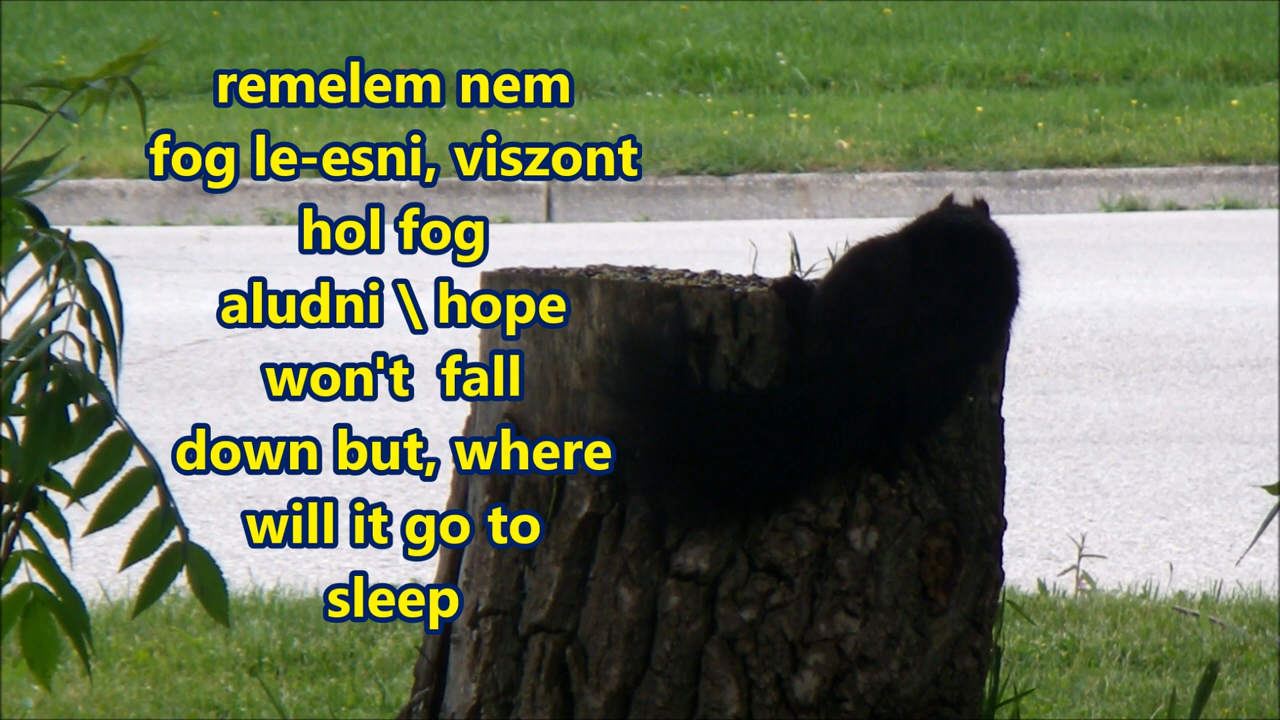 remelem nem
fog le-esni, viszont
hol fog
aludni \ hope
won't  fall
down but, where
will it go to
sleep